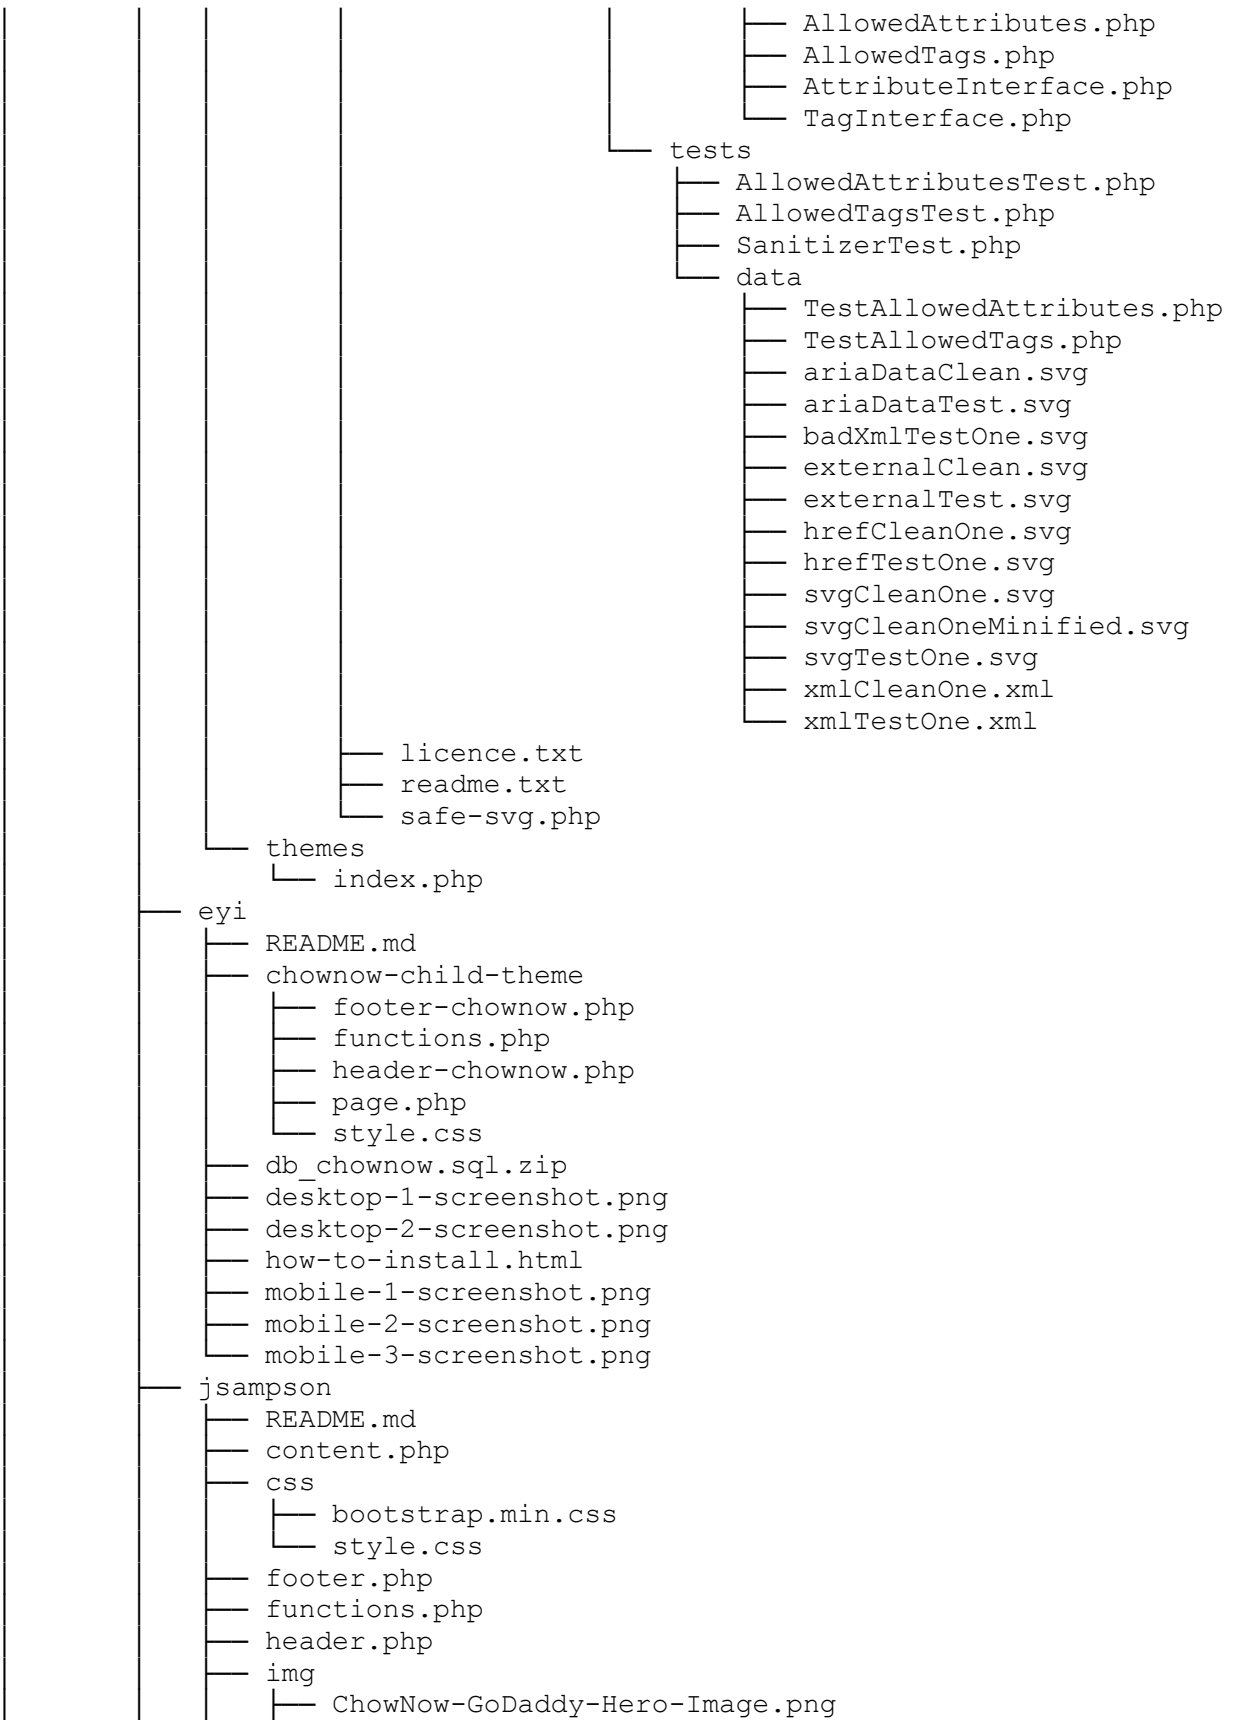 │       │   │       │               │       ├── AllowedAttributes.php
│       │   │       │               │       ├── AllowedTags.php
│       │   │       │               │       ├── AttributeInterface.php
│       │   │       │               │       └── TagInterface.php
│       │   │       │               └── tests
│       │   │       │                   ├── AllowedAttributesTest.php
│       │   │       │                   ├── AllowedTagsTest.php
│       │   │       │                   ├── SanitizerTest.php
│       │   │       │                   └── data
│       │   │       │                       ├── TestAllowedAttributes.php
│       │   │       │                       ├── TestAllowedTags.php
│       │   │       │                       ├── ariaDataClean.svg
│       │   │       │                       ├── ariaDataTest.svg
│       │   │       │                       ├── badXmlTestOne.svg
│       │   │       │                       ├── externalClean.svg
│       │   │       │                       ├── externalTest.svg
│       │   │       │                       ├── hrefCleanOne.svg
│       │   │       │                       ├── hrefTestOne.svg
│       │   │       │                       ├── svgCleanOne.svg
│       │   │       │                       ├── svgCleanOneMinified.svg
│       │   │       │                       ├── svgTestOne.svg
│       │   │       │                       ├── xmlCleanOne.xml
│       │   │       │                       └── xmlTestOne.xml
│       │   │       ├── licence.txt
│       │   │       ├── readme.txt
│       │   │       └── safe-svg.php
│       │   └── themes
│       │       └── index.php
│       ├── eyi
│       │   ├── README.md
│       │   ├── chownow-child-theme
│       │   │   ├── footer-chownow.php
│       │   │   ├── functions.php
│       │   │   ├── header-chownow.php
│       │   │   ├── page.php
│       │   │   └── style.css
│       │   ├── db_chownow.sql.zip
│       │   ├── desktop-1-screenshot.png
│       │   ├── desktop-2-screenshot.png
│       │   ├── how-to-install.html
│       │   ├── mobile-1-screenshot.png
│       │   ├── mobile-2-screenshot.png
│       │   └── mobile-3-screenshot.png
│       ├── jsampson
│       │   ├── README.md
│       │   ├── content.php
│       │   ├── css
│       │   │   ├── bootstrap.min.css
│       │   │   └── style.css
│       │   ├── footer.php
│       │   ├── functions.php
│       │   ├── header.php
│       │   ├── img
│       │   │   ├── ChowNow-GoDaddy-Hero-Image.png